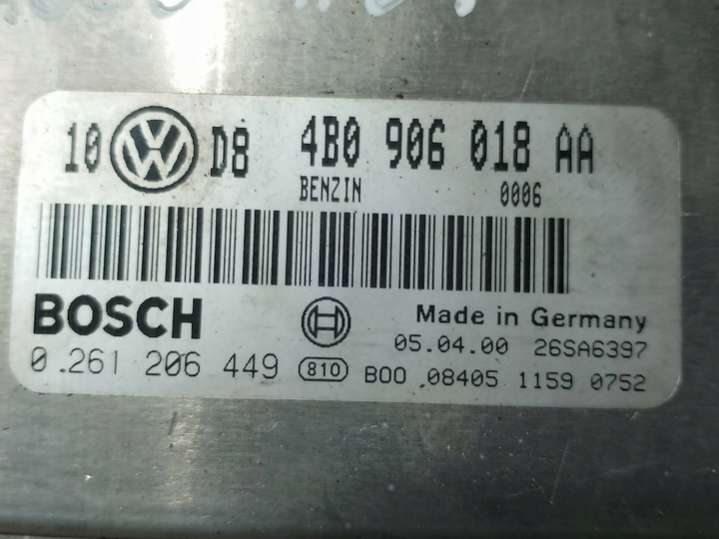 10 VW D8 4B0 906 018 AA
BENZIN 0006
BOSCH Made in Germany
05.04.00 26SA6397
0.261 206 449 810 B00 .08405 1159 0752